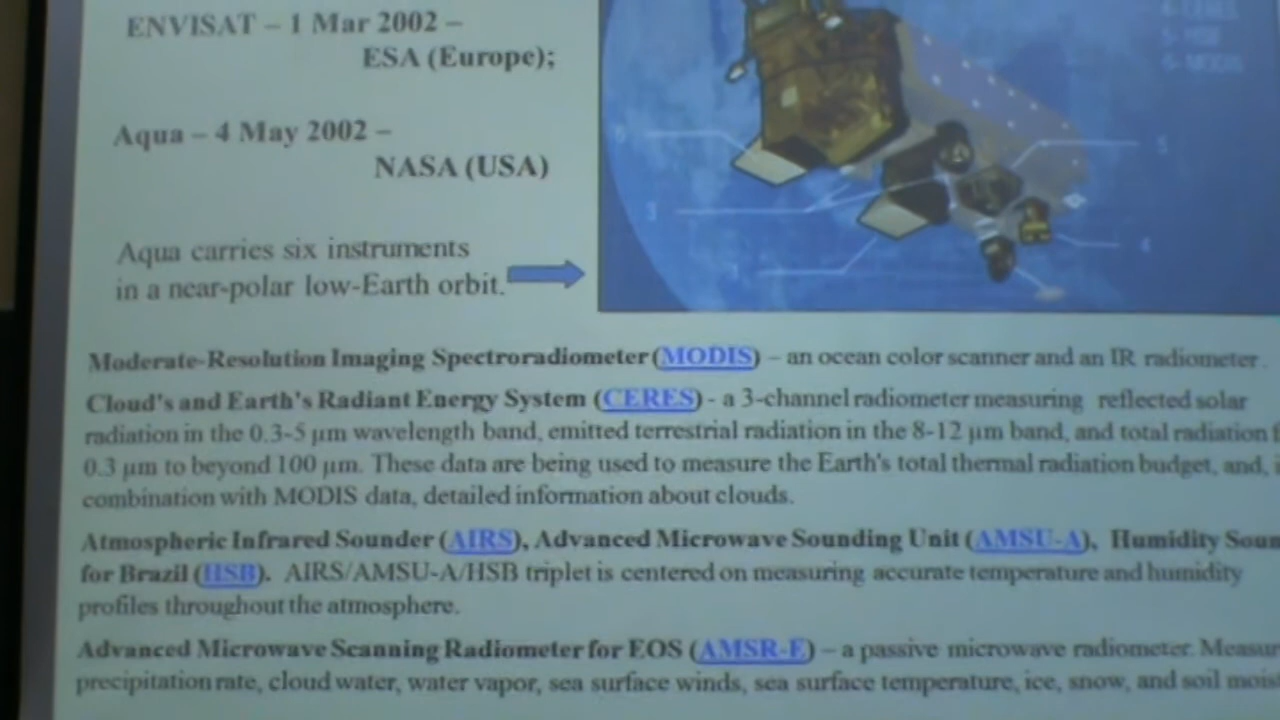 ENVISAT – 1 Mar 2002 –
ESA (Europe);
Aqua – 4 May 2002 –
NASA (USA)
Aqua carries six instruments
in a near-polar low-Earth orbit.
3
4
Moderate-Resolution Imaging Spectroradiometer (MODIS) – an ocean color scanner and an IR radiometer.
Cloud's and Earth's Radiant Energy System (CERES) - a 3-channel radiometer measuring reflected solar
radiation in the 0.3-5 µm wavelength band, emitted terrestrial radiation in the 8-12 µm band, and total radiation
0.3 µm to beyond 100 µm. These data are being used to measure the Earth's total thermal radiation budget, and,
combination with MODIS data, detailed information about clouds.
Atmospheric Infrared Sounder (AIRS), Advanced Microwave Sounding Unit (AMSU-A), Humidity Soun
for Brazil (HSB). AIRS/AMSU-A/HSB triplet is centered on measuring accurate temperature and humidity
profiles throughout the atmosphere.
Advanced Microwave Scanning Radiometer for EOS (AMSR-E) – a passive microwave radiometer. Measur
precipitation rate, cloud water, water vapor, sea surface winds, sea surface temperature, ice, snow, and soil mois